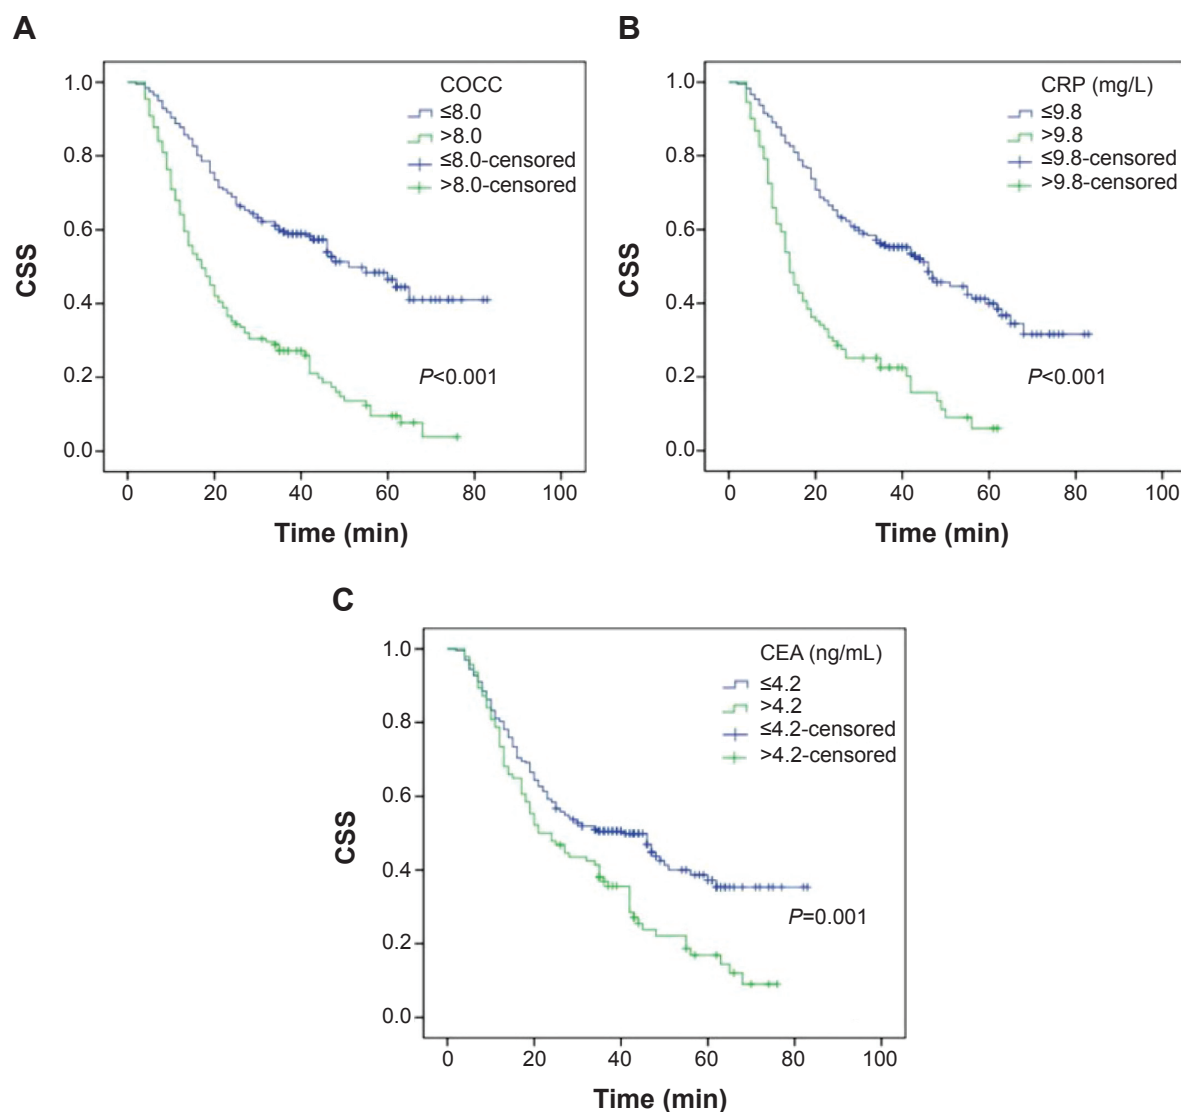 A
COCC
≤8.0
>8.0
≤8.0-censored
>8.0-censored
1.0
0.8
0.6
0.4
0.2
0.0
CSS
P<0.001
0 20 40 60 80 100
Time (min)
B
CRP (mg/L)
≤9.8
>9.8
≤9.8-censored
>9.8-censored
1.0
0.8
0.6
0.4
0.2
0.0
CSS
P<0.001
0 20 40 60 80 100
Time (min)
C
CEA (ng/mL)
≤4.2
>4.2
≤4.2-censored
>4.2-censored
1.0
0.8
0.6
0.4
0.2
0.0
CSS
P=0.001
0 20 40 60 80 100
Time (min)